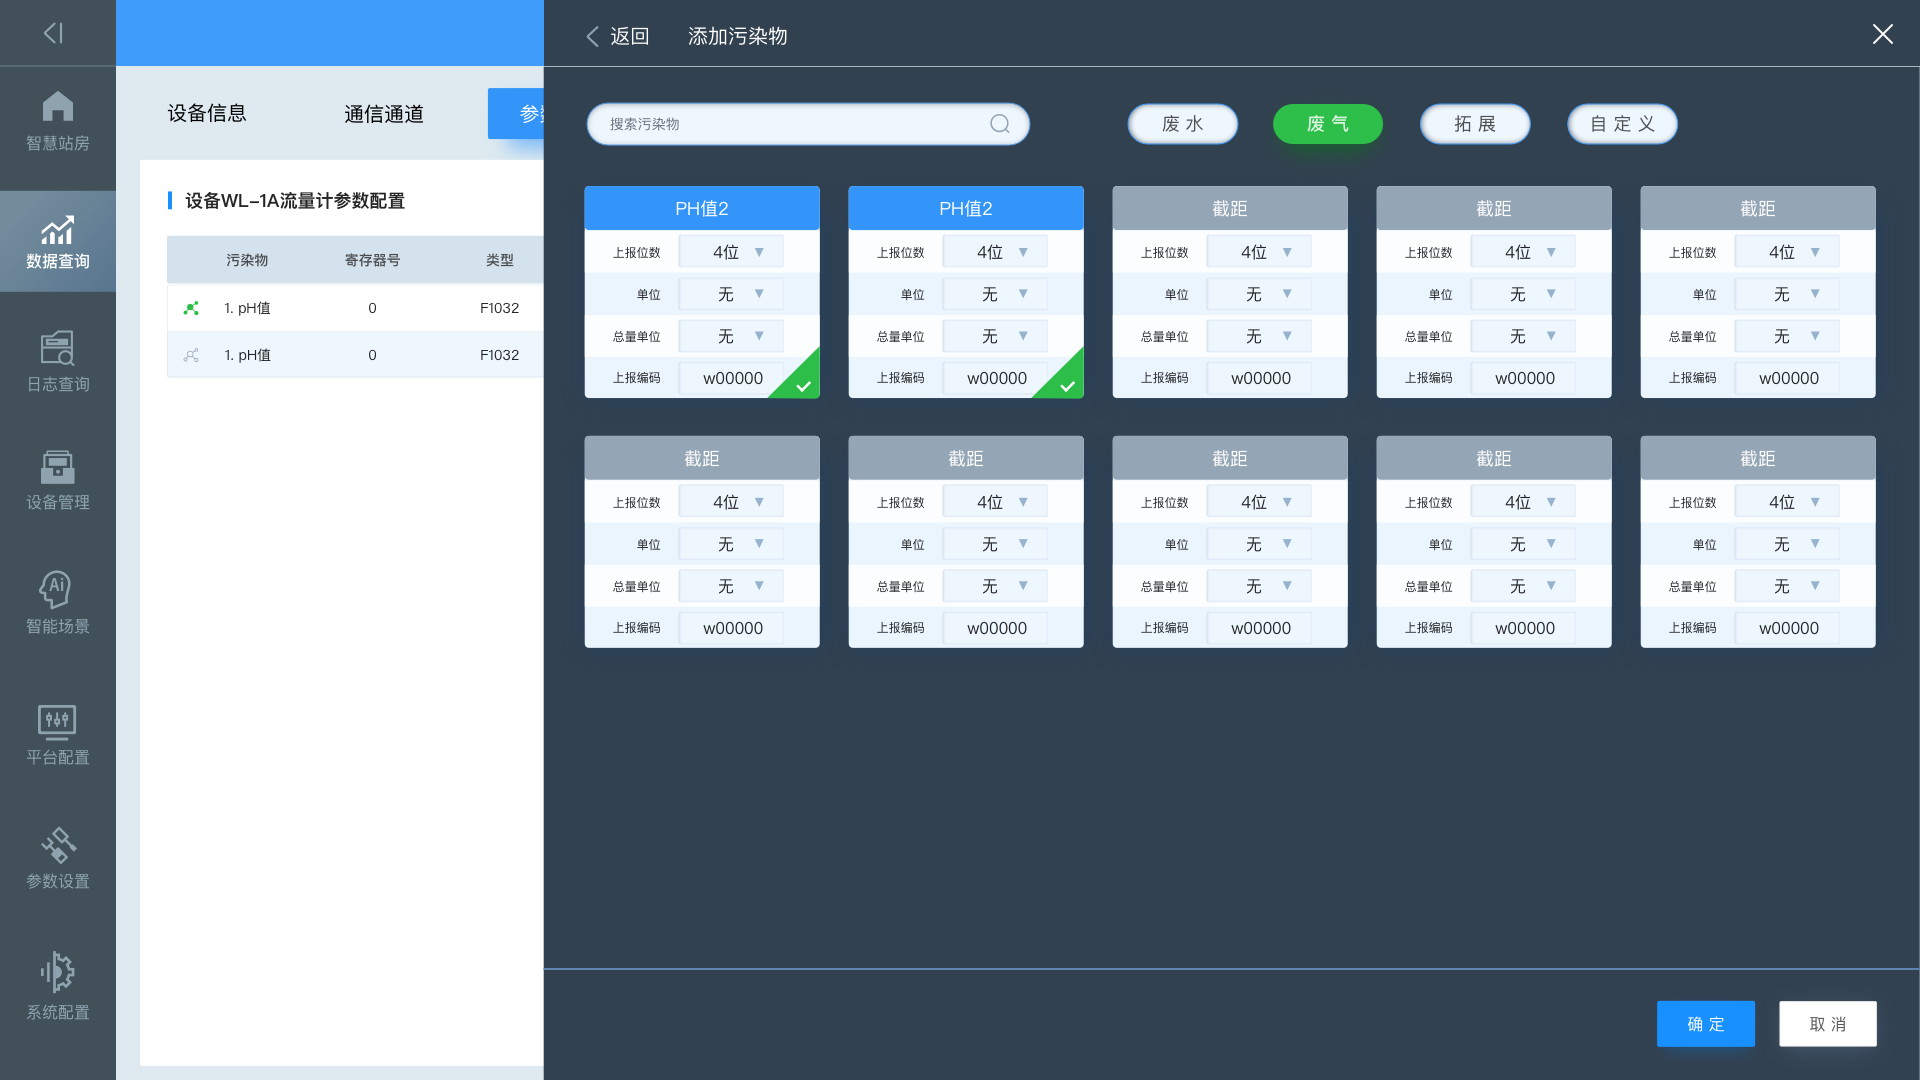 返回 添加污染物
智慧站房
数据查询
日志查询
设备管理
Ai
智能场景
平台配置
参数设置
系统配置
设备信息 通信通道
设备WL-1A流量计参数配置
污染物 寄存器号 类型
1. pH值 0 F1032
1. pH值 0 F1032
搜索污染物 废水 废气 拓展 自定义
PH值2 PH值2 截距 截距 截距
上报位数 4位 上报位数 4位 上报位数 4位 上报位数 4位 上报位数 4位
单位 无 单位 无 单位 无 单位 无 单位 无
总量单位 无 总量单位 无 总量单位 无 总量单位 无 总量单位 无
上报编码 w00000 上报编码 w00000 上报编码 w00000 上报编码 w00000 上报编码 w00000
截距 截距 截距 截距 截距
上报位数 4位 上报位数 4位 上报位数 4位 上报位数 4位 上报位数 4位
单位 无 单位 无 单位 无 单位 无 单位 无
总量单位 无 总量单位 无 总量单位 无 总量单位 无 总量单位 无
上报编码 w00000 上报编码 w00000 上报编码 w00000 上报编码 w00000 上报编码 w00000
确定 取消